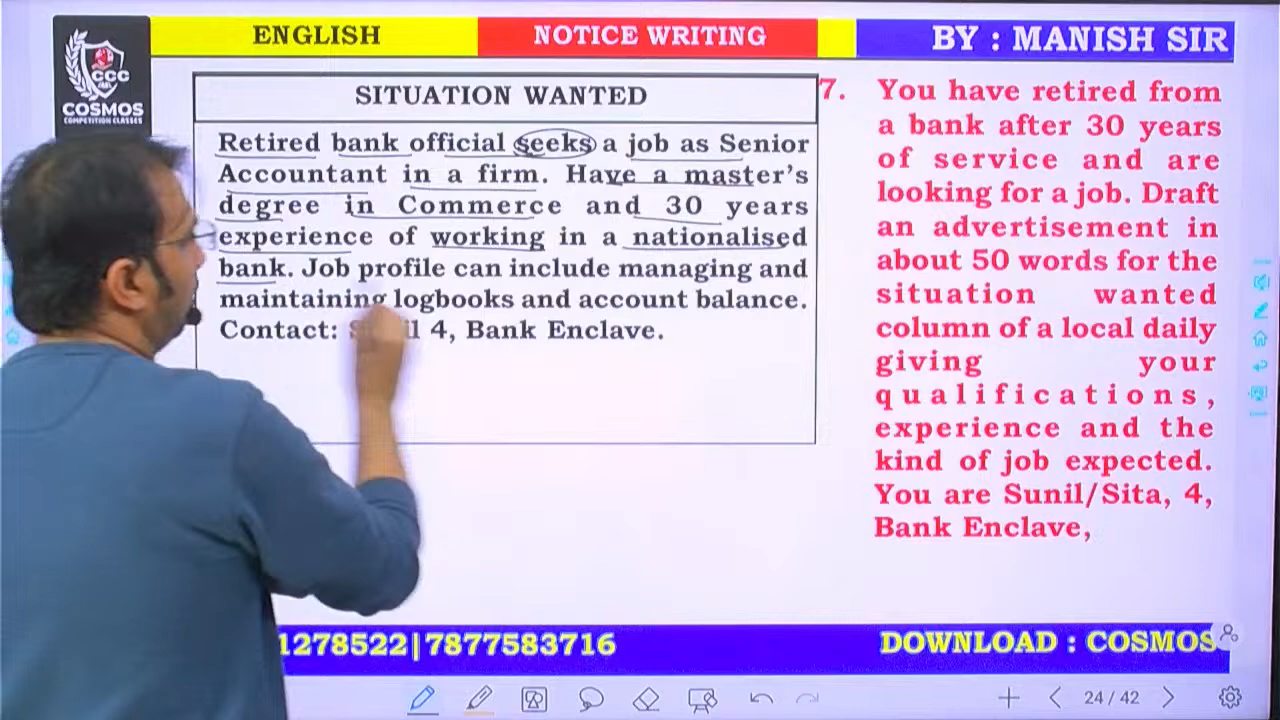 ENGLISH
NOTICE WRITING
BY : MANISH SIR
CCC
COSMOS
COMPETITION CLASSES
SITUATION WANTED
Retired bank official seeks a job as Senior
Accountant in a firm. Have a master's
degree in Commerce and 30 years
experience of working in a nationalised
bank. Job profile can include managing and
maintaining logbooks and account balance.
Contact: 4, Bank Enclave.
7. You have retired from
a bank after 30 years
of service and are
looking for a job. Draft
an advertisement in
about 50 words for the
situation wanted
column of a local daily
giving your
qualifications,
experience and the
kind of job expected.
You are Sunil/Sita, 4,
Bank Enclave,
1278522|7877583716
DOWNLOAD : COSMOS
24 / 42